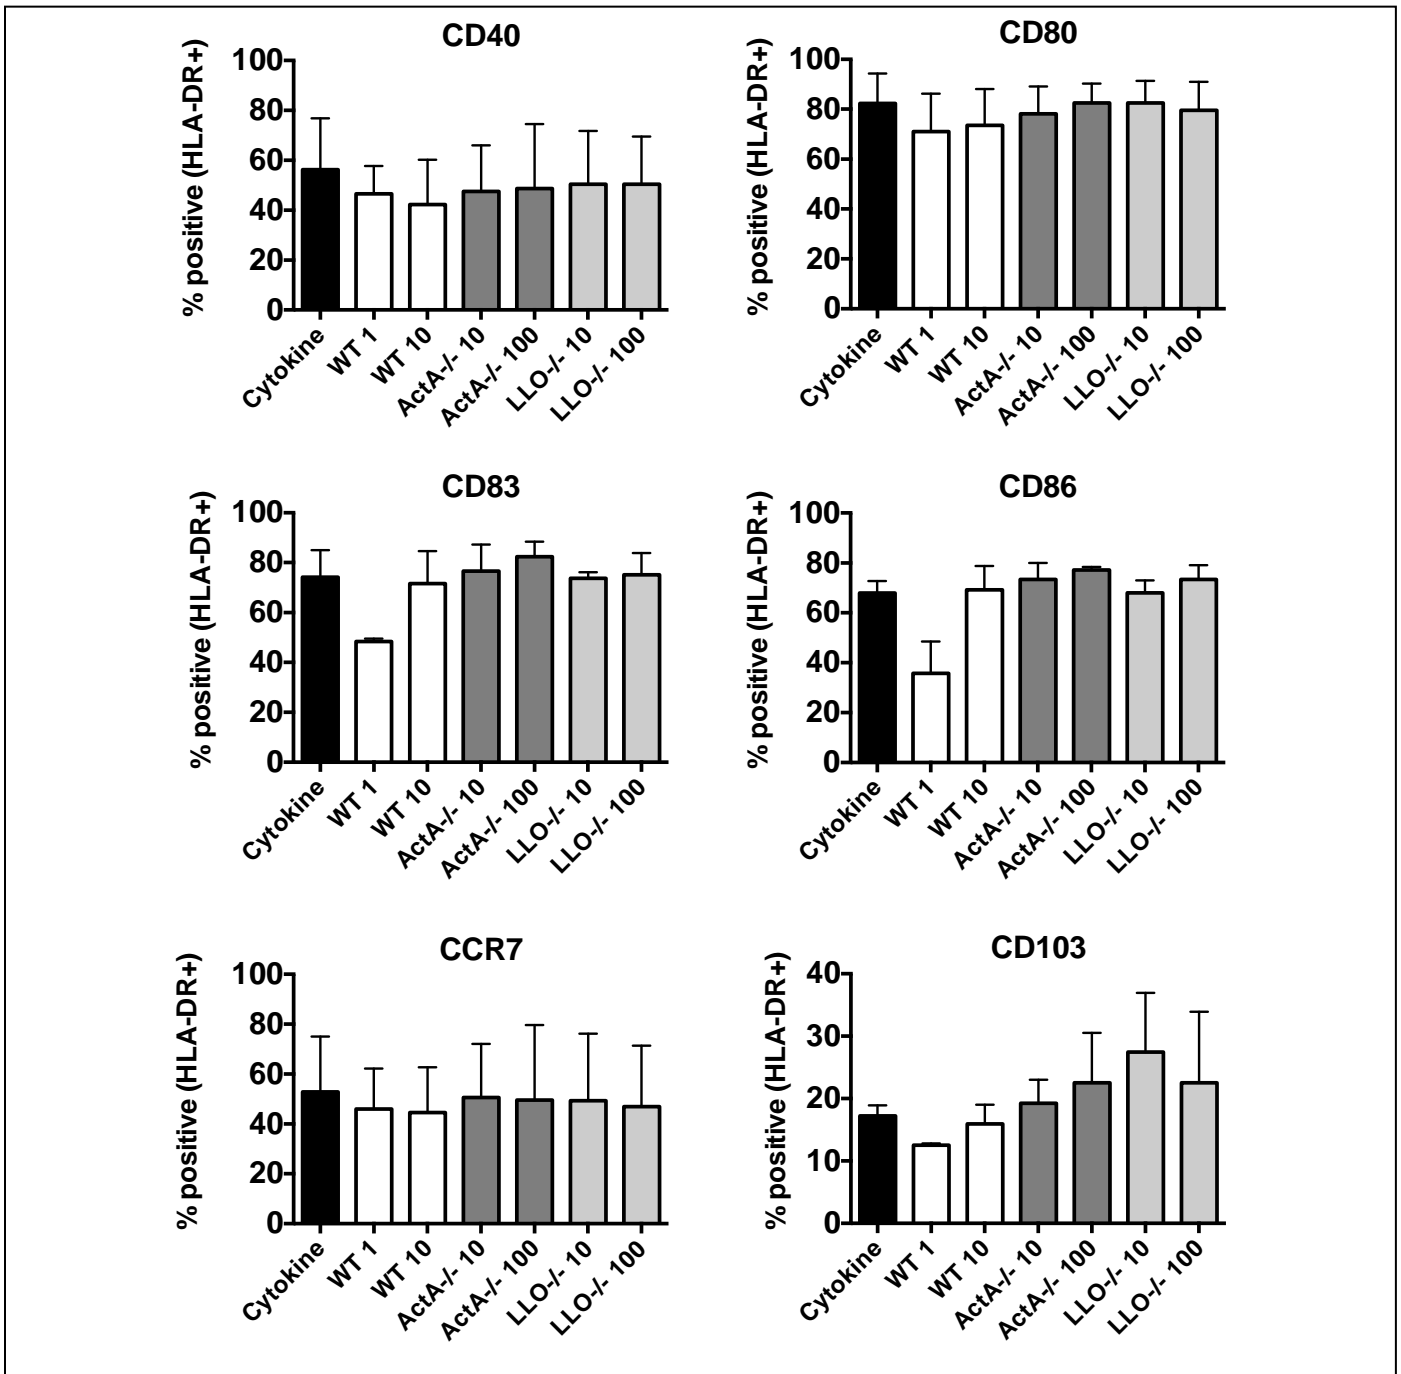 CD40
% positive (HLA-DR+)
100
80
60
40
20
0
Cytokine
WT 1
WT 10
ActA-/- 10
ActA-/- 100
LLO-/- 10
LLO-/- 100
CD80
% positive (HLA-DR+)
100
80
60
40
20
0
Cytokine
WT 1
WT 10
ActA-/- 10
ActA-/- 100
LLO-/- 10
LLO-/- 100
CD83
% positive (HLA-DR+)
100
80
60
40
20
0
Cytokine
WT 1
WT 10
ActA-/- 10
ActA-/- 100
LLO-/- 10
LLO-/- 100
CD86
% positive (HLA-DR+)
100
80
60
40
20
0
Cytokine
WT 1
WT 10
ActA-/- 10
ActA-/- 100
LLO-/- 10
LLO-/- 100
CCR7
% positive (HLA-DR+)
100
80
60
40
20
0
Cytokine
WT 1
WT 10
ActA-/- 10
ActA-/- 100
LLO-/- 10
LLO-/- 100
CD103
% positive (HLA-DR+)
40
30
20
10
0
Cytokine
WT 1
WT 10
ActA-/- 10
ActA-/- 100
LLO-/- 10
LLO-/- 100